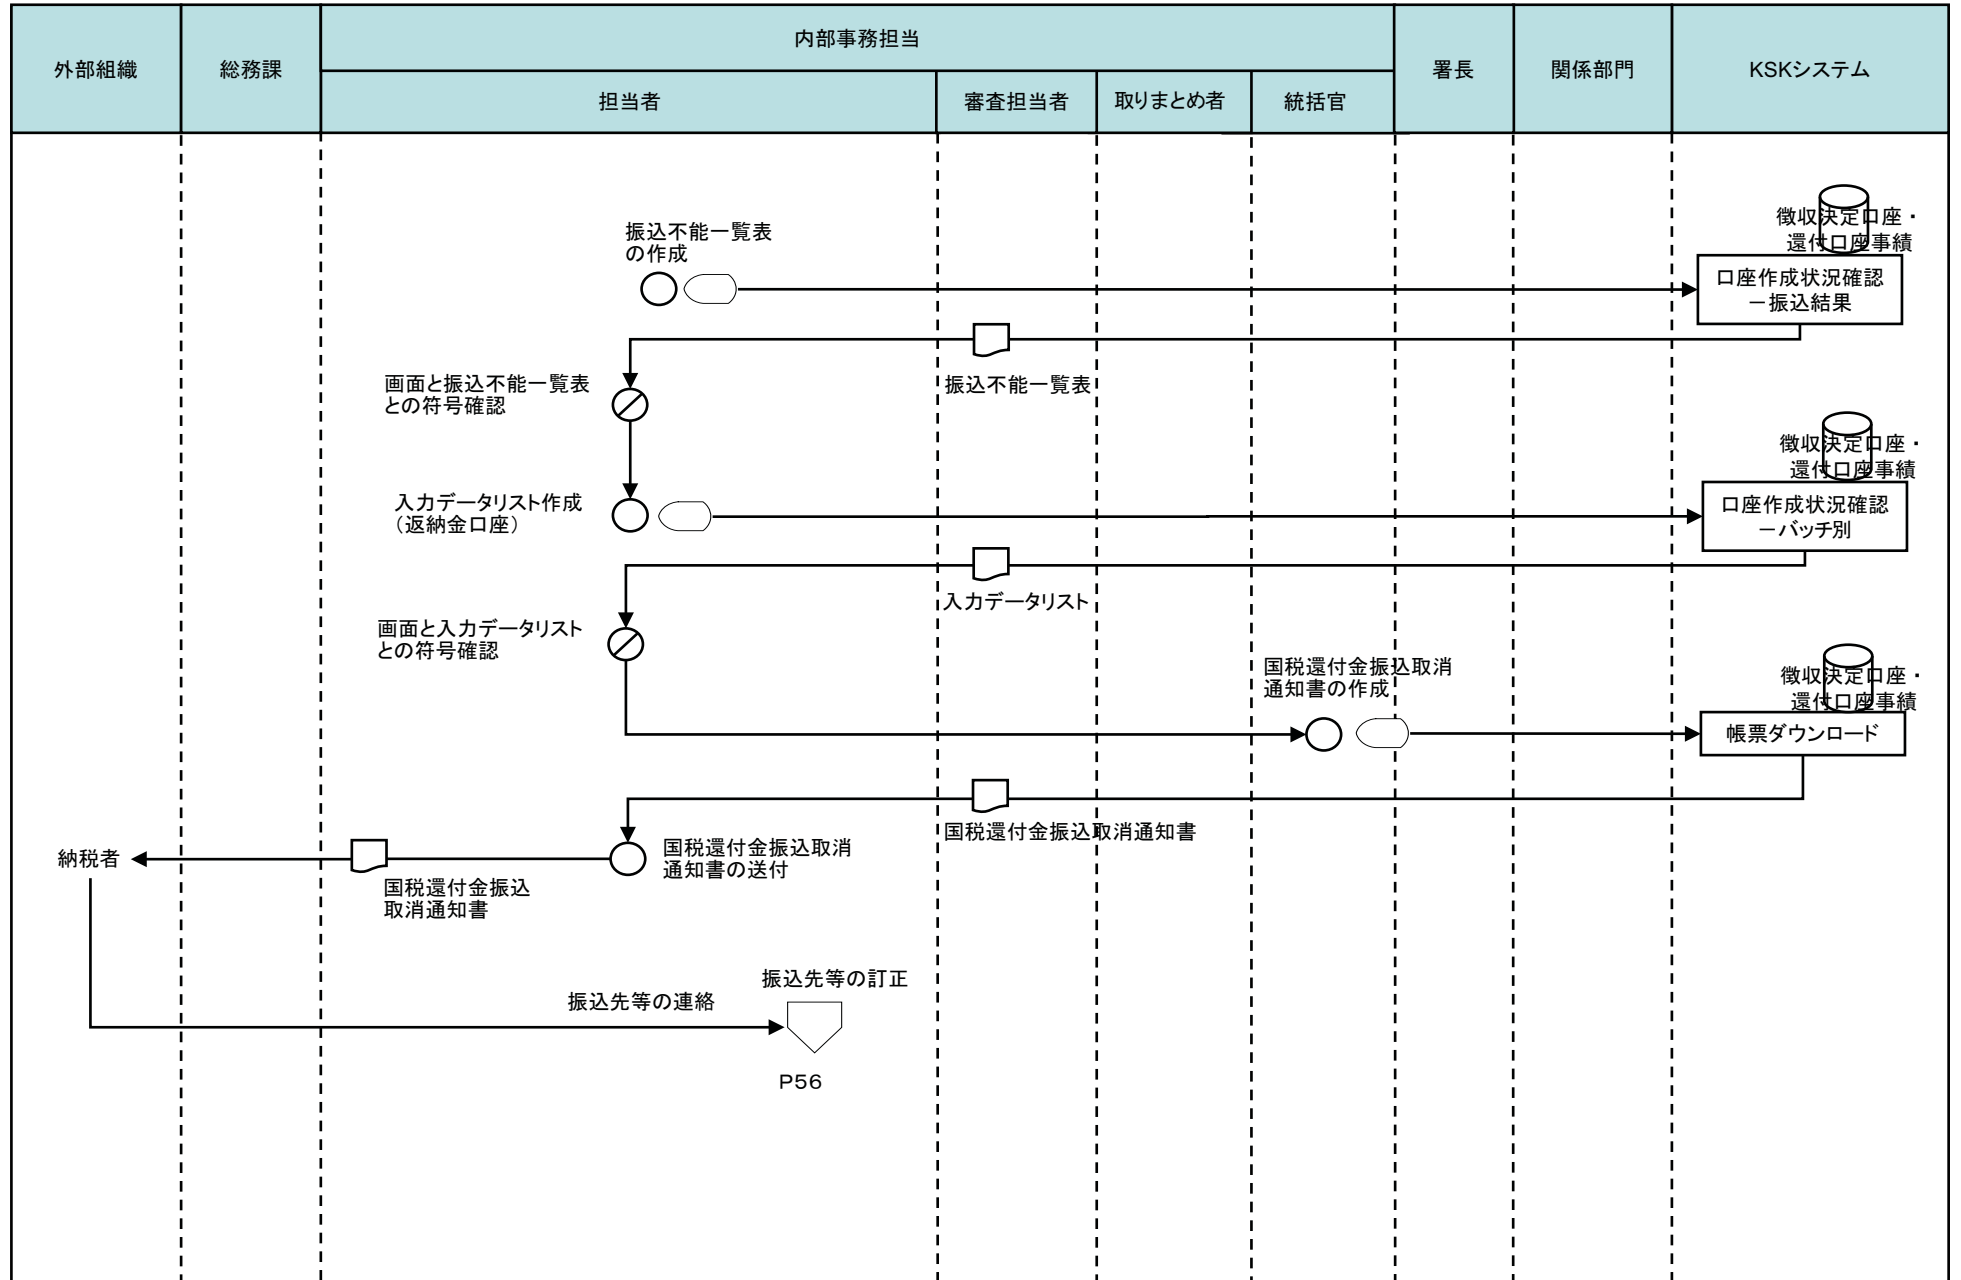 外部組織
総務課
内部事務担当
署長
関係部門
KSKシステム
担当者
審査担当者
取りまとめ者
統括官
徴収決定口座・
還付口座事績
振込不能一覧表
の作成
口座作成状況確認
－振込結果
振込不能一覧表
画面と振込不能一覧表
との符号確認
徴収決定口座・
還付口座事績
入力データリスト作成
（返納金口座）
口座作成状況確認
－バッチ別
入力データリスト
画面と入力データリスト
との符号確認
国税還付金振込取消
通知書の作成
徴収決定口座・
還付口座事績
帳票ダウンロード
国税還付金振込取消通知書
納税者
国税還付金振込取消
通知書の送付
国税還付金振込
取消通知書
振込先等の訂正
振込先等の連絡
P56